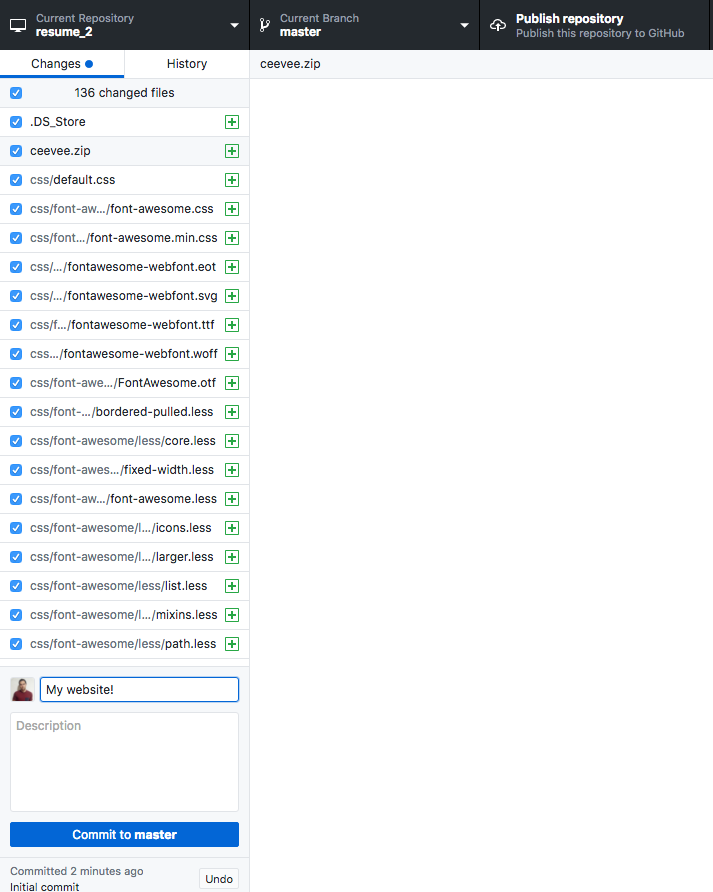 Current Repository
resume_2
Current Branch
master
Publish repository
Publish this repository to GitHub
Changes
History
ceevee.zip
136 changed files
.DS_Store
ceevee.zip
css/default.css
css/font-aw.../font-awesome.css
css/font.../font-awesome.min.css
css/.../fontawesome-webfont.eot
css/.../fontawesome-webfont.svg
css/f.../fontawesome-webfont.ttf
css.../fontawesome-webfont.woff
css/font-awe.../FontAwesome.otf
css/font-.../bordered-pulled.less
css/font-awesome/less/core.less
css/font-awes.../fixed-width.less
css/font-aw.../font-awesome.less
css/font-awesome/l.../icons.less
css/font-awesome/l.../larger.less
css/font-awesome/less/list.less
css/font-awesome/l.../mixins.less
css/font-awesome/less/path.less
My website!
Description
Commit to master
Committed 2 minutes ago
Initial commit
Undo